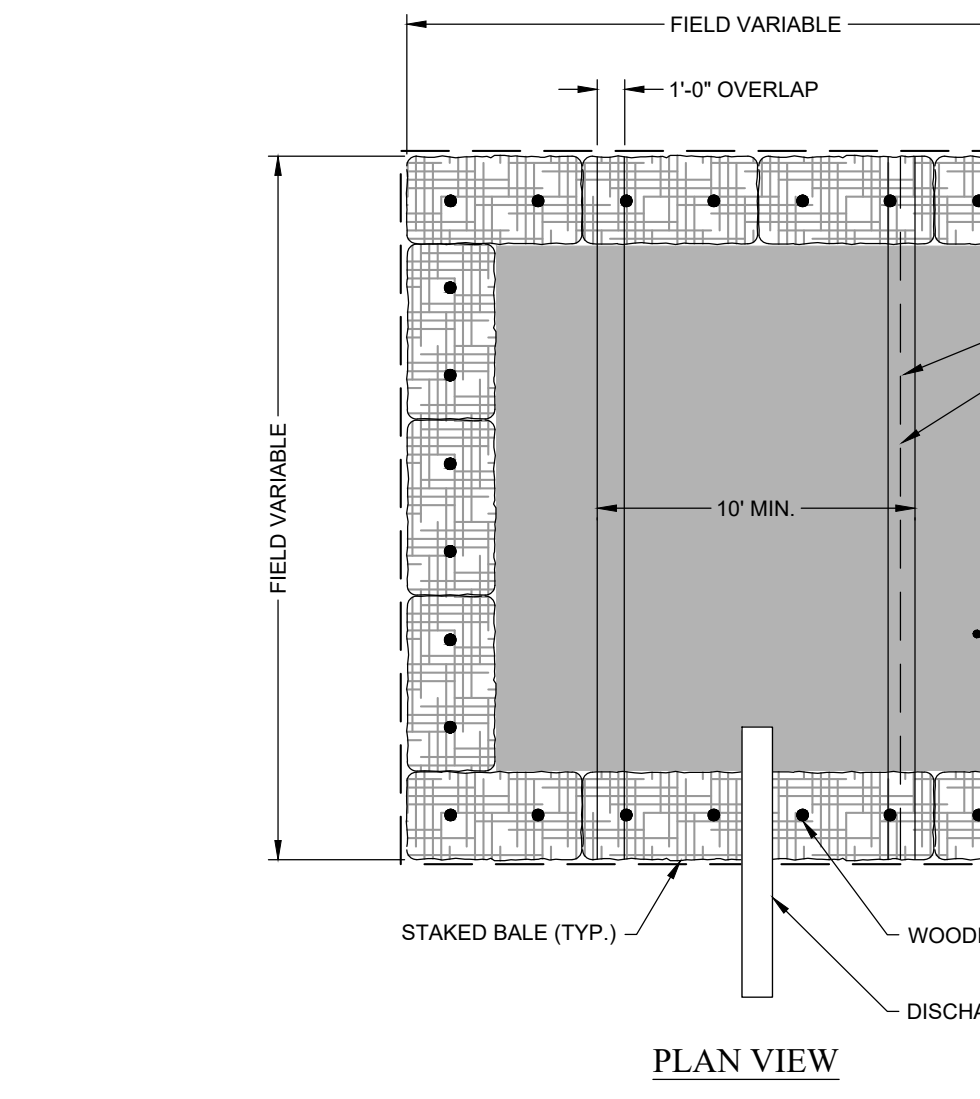 FIELD VARIABLE
1'-0" OVERLAP
FIELD VARIABLE
10' MIN.
STAKED BALE (TYP.)
PLAN VIEW